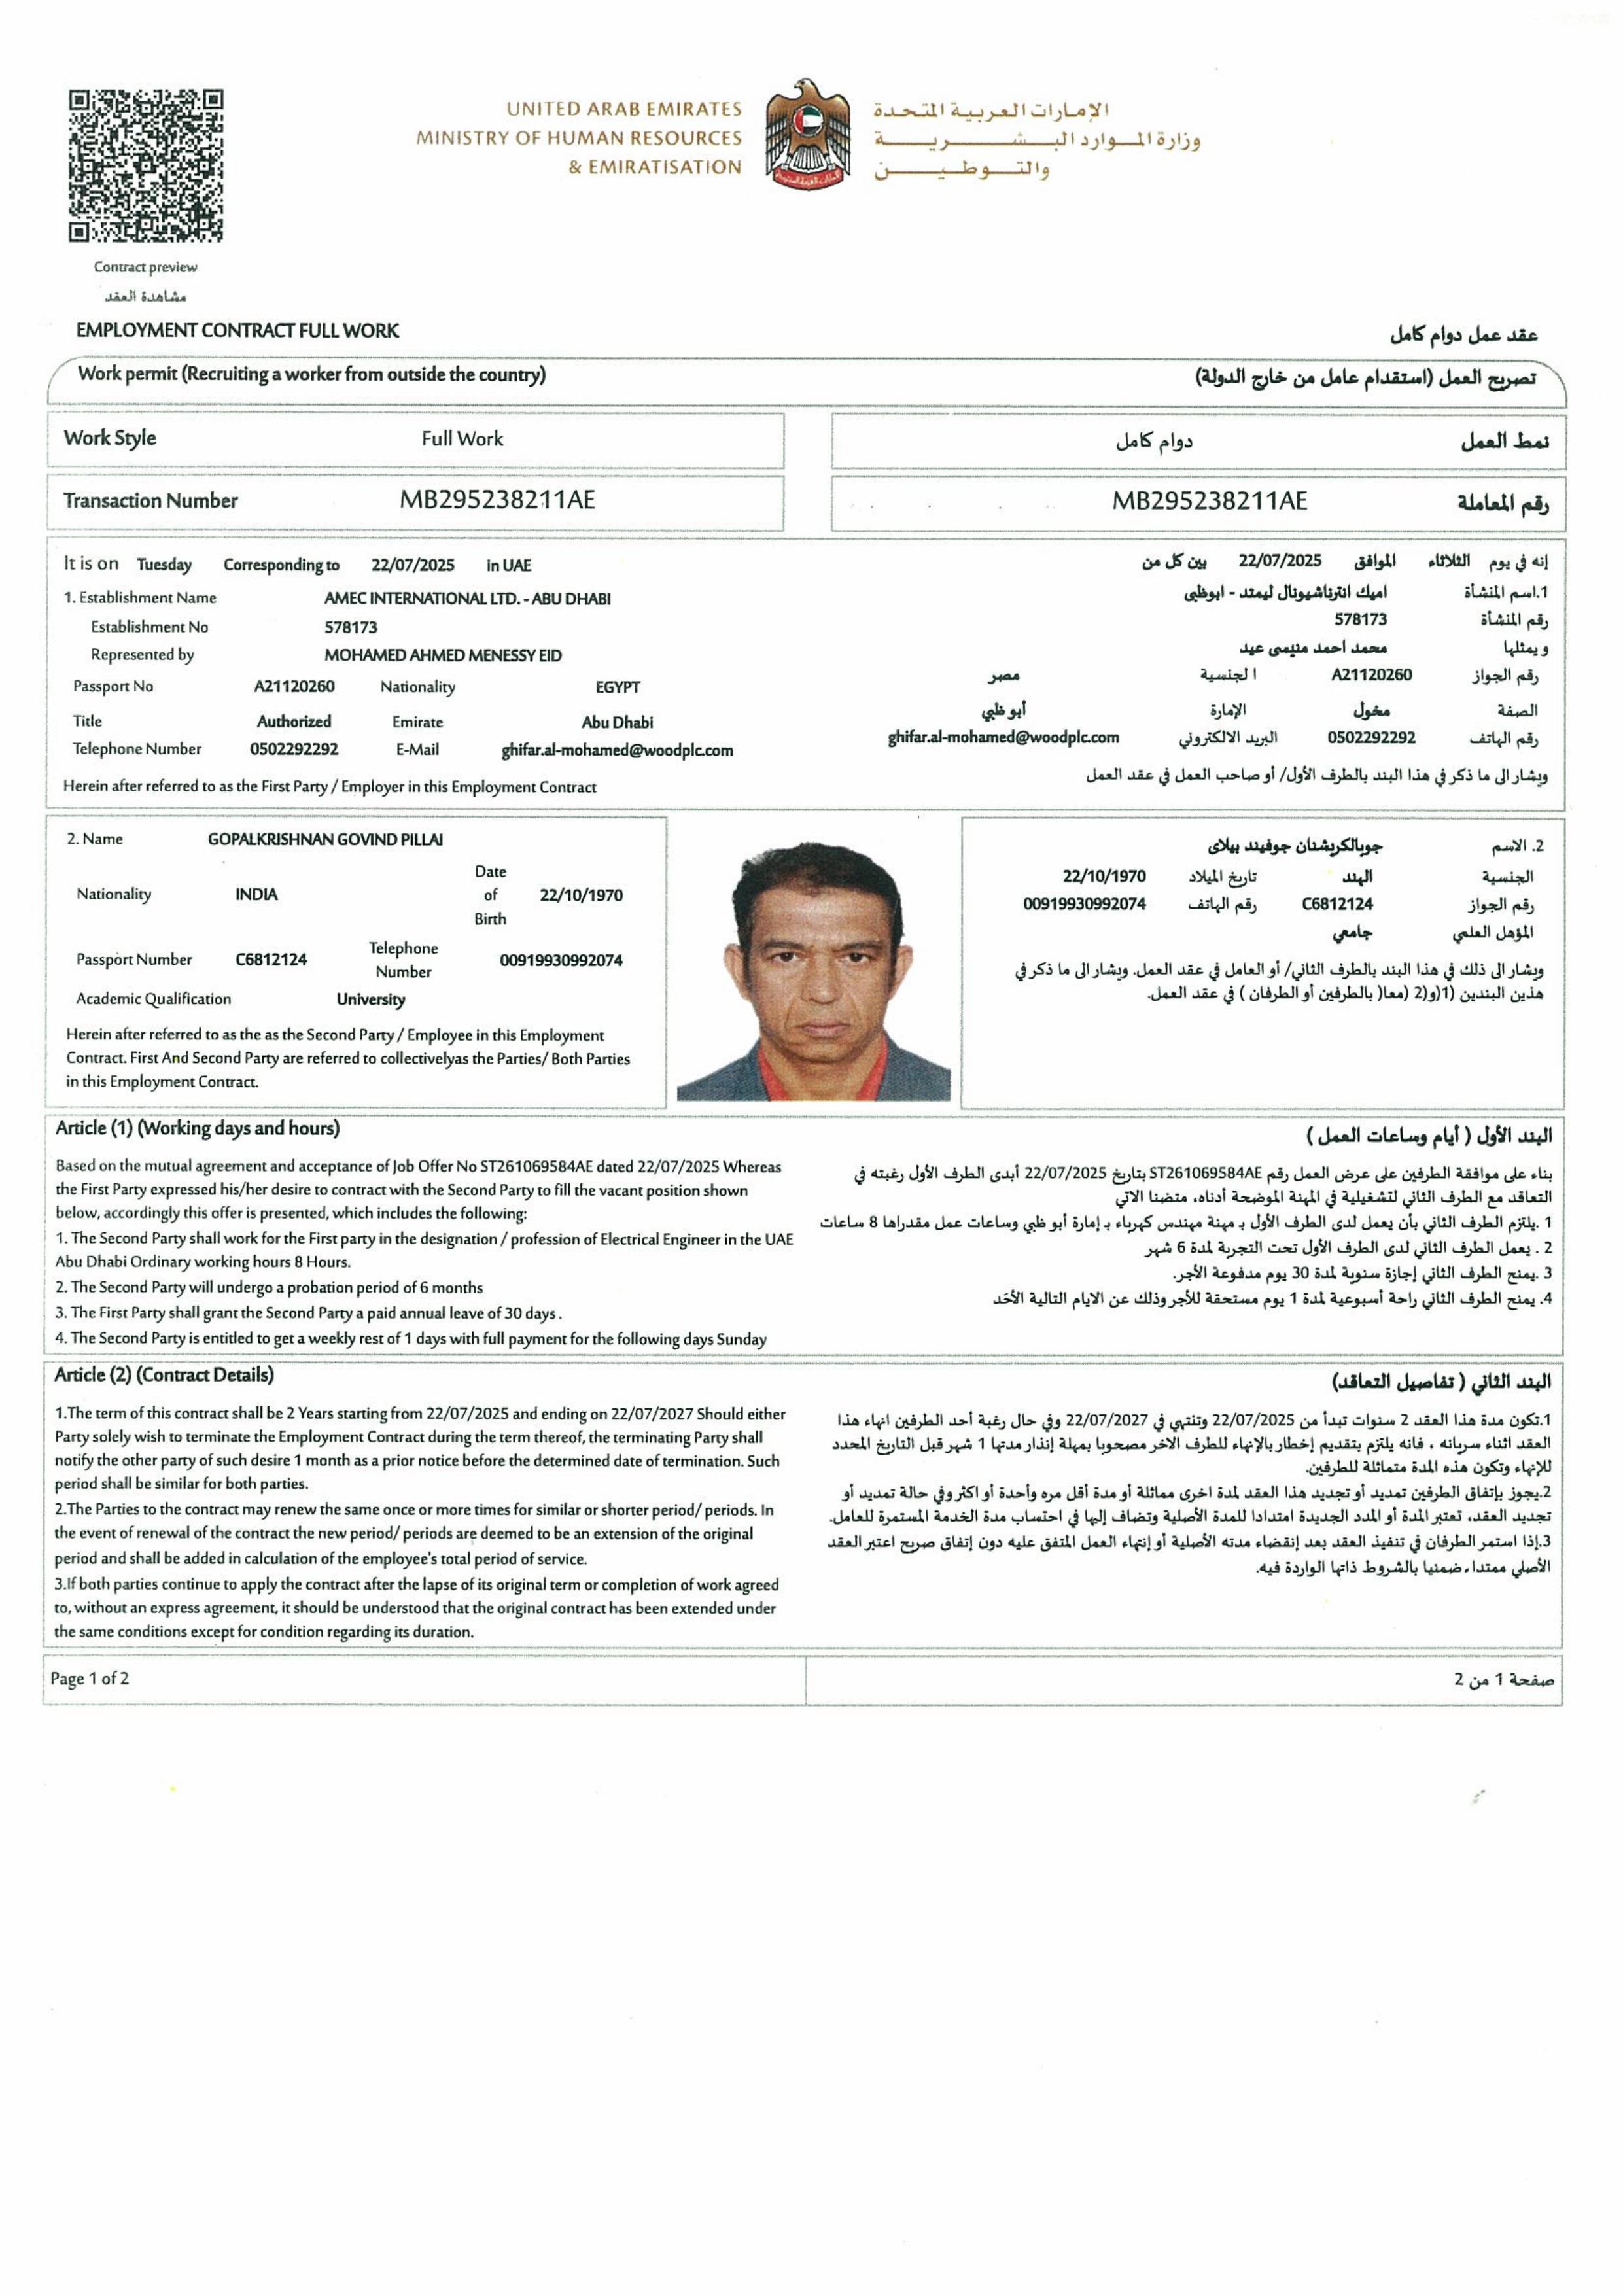 UNITED ARAB EMIRATES
MINISTRY OF HUMAN RESOURCES
& EMIRATISATION
الإمارات العربية المتحدة
وزارة الموارد البشرية
والتوطين
Contract preview
مشاهدة العقد
EMPLOYMENT CONTRACT FULL WORK
عقد عمل دوام كامل
Work permit (Recruiting a worker from outside the country)
تصريح العمل (استقدام عامل من خارج الدولة)
Work Style Full Work
نمط العمل دوام كامل
Transaction Number MB295238211AE
رقم المعاملة MB295238211AE
It is on Tuesday Corresponding to 22/07/2025 in UAE
1. Establishment Name AMEC INTERNATIONAL LTD. - ABU DHABI
Establishment No 578173
Represented by MOHAMED AHMED MENESSY EID
Passport No A21120260 Nationality EGYPT
Title Authorized Emirate Abu Dhabi
Telephone Number 0502292292 E-Mail ghifar.al-mohamed@woodplc.com
Herein after referred to as the First Party / Employer in this Employment Contract
إنه في يوم الثلاثاء الموافق 22/07/2025 بين كل من
1.اسم المنشأة اميك انترناشيونال ليمتد - ابوظبى
رقم المنشأة 578173
ويمثلها محمد احمد منيسى عيد
رقم الجواز A21120260 الجنسية مصر
الصفة مخول الإمارة أبو ظبي
رقم الهاتف 0502292292 البريد الالكتروني ghifar.al-mohamed@woodplc.com
ويشار الى ما ذكر في هذا البند بالطرف الأول/ أو صاحب العمل في عقد العمل
2. Name GOPALKRISHNAN GOVIND PILLAI
Nationality INDIA Date of Birth 22/10/1970
Passport Number C6812124 Telephone Number 00919930992074
Academic Qualification University
Herein after referred to as the as the Second Party / Employee in this Employment
Contract. First And Second Party are referred to collectivelyas the Parties/ Both Parties
in this Employment Contract.
2. الاسم جوبالكريشنان جوفيند بيلاى
الجنسية الهند تاريخ الميلاد 22/10/1970
رقم الجواز C6812124 رقم الهاتف 00919930992074
المؤهل العلمي جامعي
ويشار الى ذلك في هذا البند بالطرف الثاني/ أو العامل في عقد العمل. ويشار الى ما ذكر في
هذين البندين (1)و(2) (معا( بالطرفين أو الطرفان ) في عقد العمل.
Article (1) (Working days and hours)
Based on the mutual agreement and acceptance of Job Offer No ST261069584AE dated 22/07/2025 Whereas
the First Party expressed his/her desire to contract with the Second Party to fill the vacant position shown
below, accordingly this offer is presented, which includes the following:
1. The Second Party shall work for the First party in the designation / profession of Electrical Engineer in the UAE
Abu Dhabi Ordinary working hours 8 Hours.
2. The Second Party will undergo a probation period of 6 months
3. The First Party shall grant the Second Party a paid annual leave of 30 days .
4. The Second Party is entitled to get a weekly rest of 1 days with full payment for the following days Sunday
البند الأول ( أيام وساعات العمل )
بناء على موافقة الطرفين على عرض العمل رقم ST261069584AE بتاريخ 22/07/2025 أبدى الطرف الأول رغبته في
التعاقد مع الطرف الثاني لتشغيلية في المهنة الموضحة أدناه، متضمنا الاتي
1 .يلتزم الطرف الثاني بأن يعمل لدى الطرف الأول بـ مهنة مهندس كهرباء بـ إمارة أبو ظبي وساعات عمل مقدراها 8 ساعات
2 . يعمل الطرف الثاني لدى الطرف الأول تحت التجربة لمدة 6 شهر
3 .يمنح الطرف الثاني إجازة سنوية لمدة 30 يوم مدفوعة الأجر.
4. يمنح الطرف الثاني راحة أسبوعية لمدة 1 يوم مستحقة للأجر وذلك عن الايام التالية الأحَد
Article (2) (Contract Details)
1.The term of this contract shall be 2 Years starting from 22/07/2025 and ending on 22/07/2027 Should either
Party solely wish to terminate the Employment Contract during the term thereof, the terminating Party shall
notify the other party of such desire 1 month as a prior notice before the determined date of termination. Such
period shall be similar for both parties.
2.The Parties to the contract may renew the same once or more times for similar or shorter period/ periods. In
the event of renewal of the contract the new period/ periods are deemed to be an extension of the original
period and shall be added in calculation of the employee's total period of service.
3.If both parties continue to apply the contract after the lapse of its original term or completion of work agreed
to, without an express agreement, it should be understood that the original contract has been extended under
the same conditions except for condition regarding its duration.
البند الثاني ( تفاصيل التعاقد)
1.تكون مدة هذا العقد 2 سنوات تبدأ من 22/07/2025 وتنتهي في 22/07/2027 وفي حال رغبة أحد الطرفين انهاء هذا
العقد اثناء سريانه ، فانه يلتزم بتقديم إخطار بالإنهاء للطرف الاخر مصحوبا بمهلة إنذار مدتها 1 شهر قبل التاريخ المحدد
للإنهاء وتكون هذه المدة متماثلة للطرفين.
2.يجوز بإتفاق الطرفين تمديد أو تجديد هذا العقد لمدة اخرى مماثلة أو مدة أقل مره وأحدة أو اكثر وفي حالة تمديد أو
تجديد العقد، تعتبر المدة أو المدد الجديدة امتدادا للمدة الأصلية وتضاف إليها في احتساب مدة الخدمة المستمرة للعامل.
3.إذا استمر الطرفان في تنفيذ العقد بعد إنقضاء مدته الأصلية أو إنتهاء العمل المتفق عليه دون إتفاق صريح اعتبر العقد
الأصلي ممتدا، ضمنيا بالشروط ذاتها الواردة فيه.
Page 1 of 2
صفحة 1 من 2